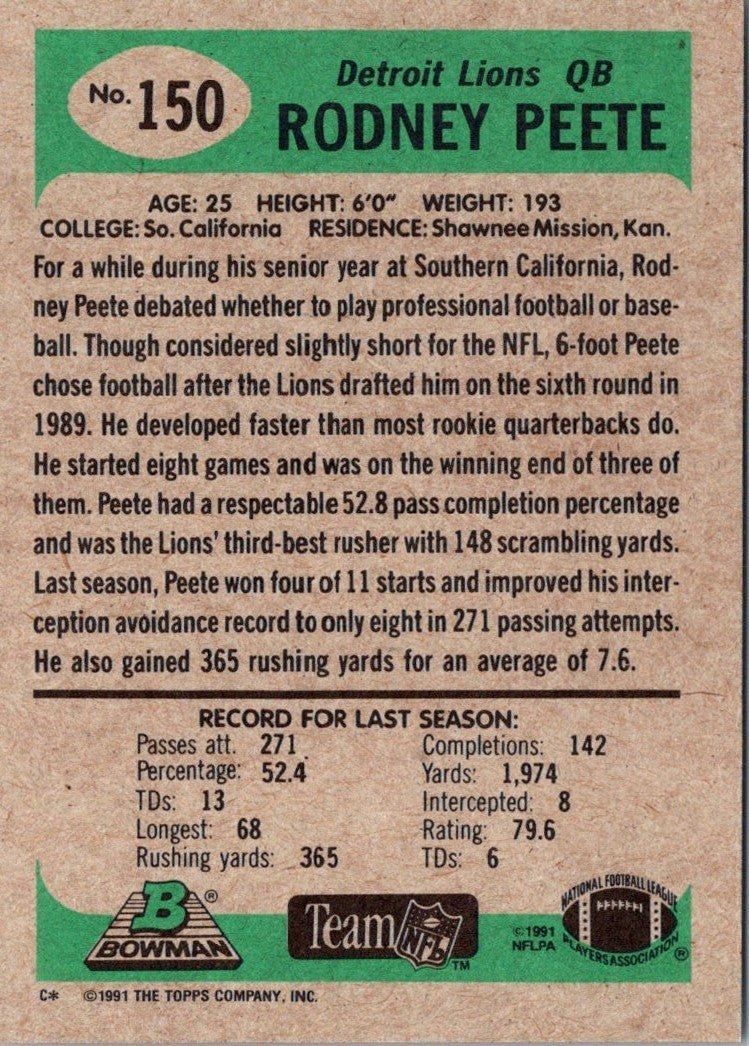 No. 150
Detroit Lions QB
RODNEY PEETE
AGE: 25 HEIGHT: 6'0" WEIGHT: 193
COLLEGE: So. California RESIDENCE: Shawnee Mission, Kan.
For a while during his senior year at Southern California, Rod-
ney Peete debated whether to play professional football or base-
ball. Though considered slightly short for the NFL, 6-foot Peete
chose football after the Lions drafted him on the sixth round in
1989. He developed faster than most rookie quarterbacks do.
He started eight games and was on the winning end of three of
them. Peete had a respectable 52.8 pass completion percentage
and was the Lions' third-best rusher with 148 scrambling yards.
Last season, Peete won four of 11 starts and improved his inter-
ception avoidance record to only eight in 271 passing attempts.
He also gained 365 rushing yards for an average of 7.6.
RECORD FOR LAST SEASON:
Passes att. 271 Completions: 142
Percentage: 52.4 Yards: 1,974
TDs: 13 Intercepted: 8
Longest: 68 Rating: 79.6
Rushing yards: 365 TDs: 6
B ®
BOWMAN
Team NFL ™
©1991
NFLPA
NATIONAL FOOTBALL LEAGUE
PLAYERS ASSOCIATION ®
C* ©1991 THE TOPPS COMPANY, INC.